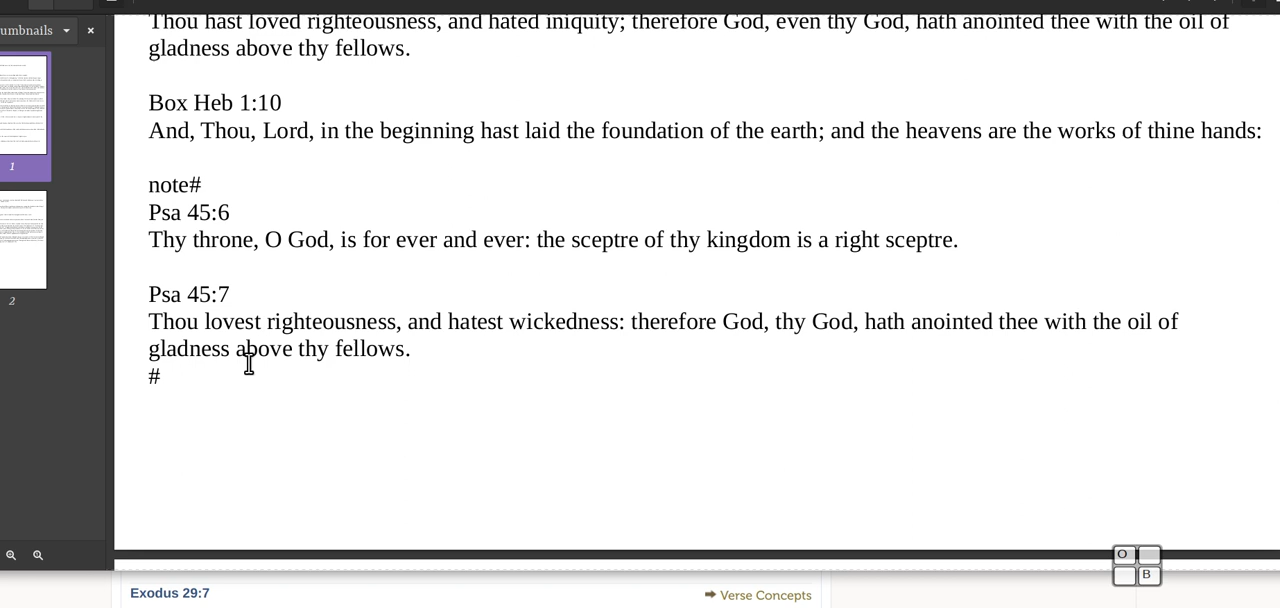 Thou hast loved righteousness, and hated iniquity; therefore God, even thy God, hath anointed thee with the oil of
umbnails
gladness above thy fellows.
Box Heb 1:10
And, Thou, Lord, in the beginning hast laid the foundation of the earth; and the heavens are the works of thine hands:
1
note#
Psa 45:6
Thy throne, O God, is for ever and ever: the sceptre of thy kingdom is a right sceptre.
Psa 45:7
2
Thou lovest righteousness, and hatest wickedness: therefore God, thy God, hath anointed thee with the oil of
gladness above thy fellows.
#
O
B
Exodus 29:7
Verse Concepts